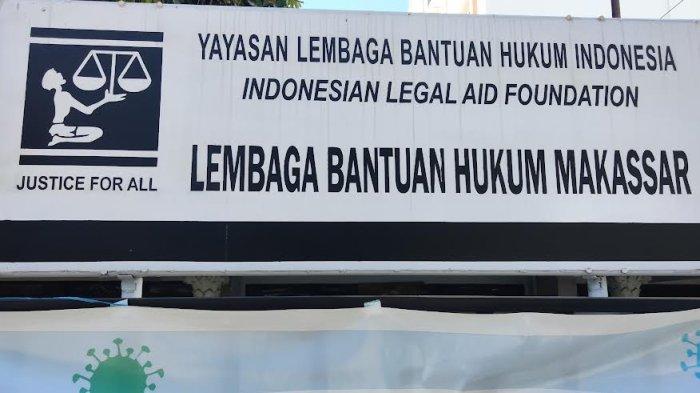 YAYASAN LEMBAGA BANTUAN HUKUM INDONESIA
INDONESIAN LEGAL AID FOUNDATION
LEMBAGA BANTUAN HUKUM MAKASSAR
JUSTICE FOR ALL